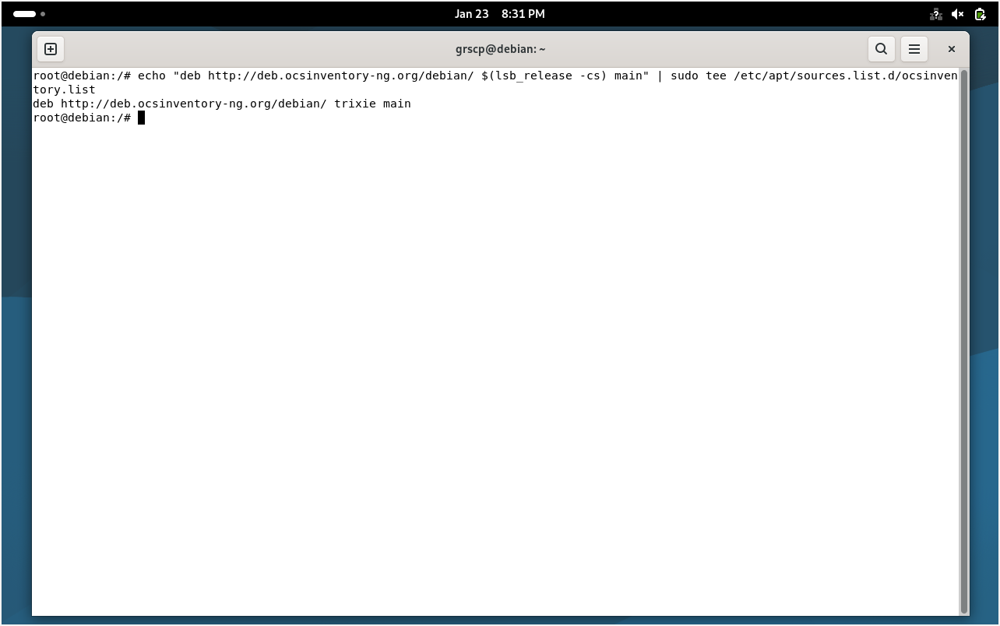 Jan 23 8:31 PM
grscp@debian: ~
root@debian:/# echo "deb http://deb.ocsinventory-ng.org/debian/ $(lsb_release -cs) main" | sudo tee /etc/apt/sources.list.d/ocsinven
tory.list
deb http://deb.ocsinventory-ng.org/debian/ trixie main
root@debian:/#